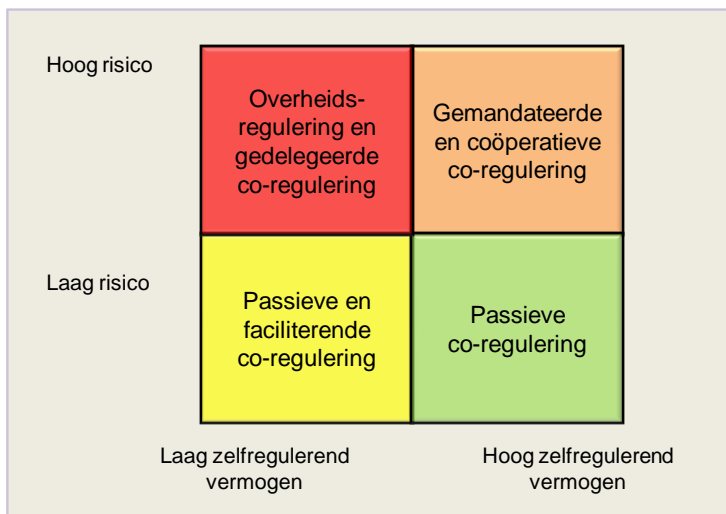 Hoog risico
Overheids-
regulering en
gedelegeerde
co-regulering
Gemandateerde
en coöperatieve
co-regulering
Laag risico
Passieve en
faciliterende
co-regulering
Passieve
co-regulering
Laag zelfregulerend
vermogen
Hoog zelfregulerend
vermogen